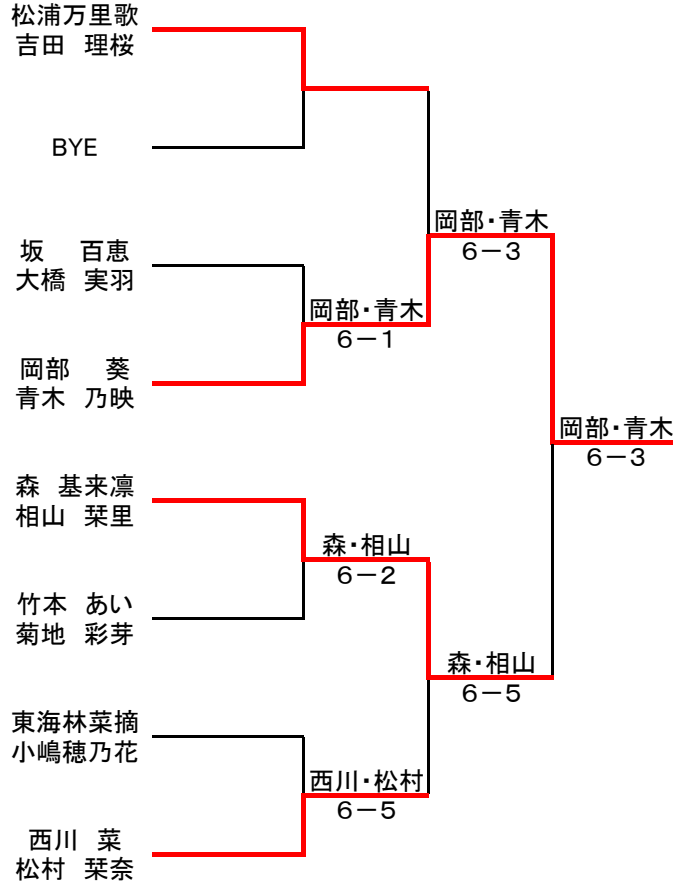 松浦万里歌
吉田 理桜
BYE
坂 百恵
大橋 実羽
岡部 葵
青木 乃映
森 基来凛
相山 栞里
竹本 あい
菊地 彩芽
東海林菜摘
小嶋穂乃花
西川 菜
松村 栞奈
岡部・青木
6-1
森・相山
6-2
西川・松村
6-5
岡部・青木
6-3
森・相山
6-5
岡部・青木
6-3